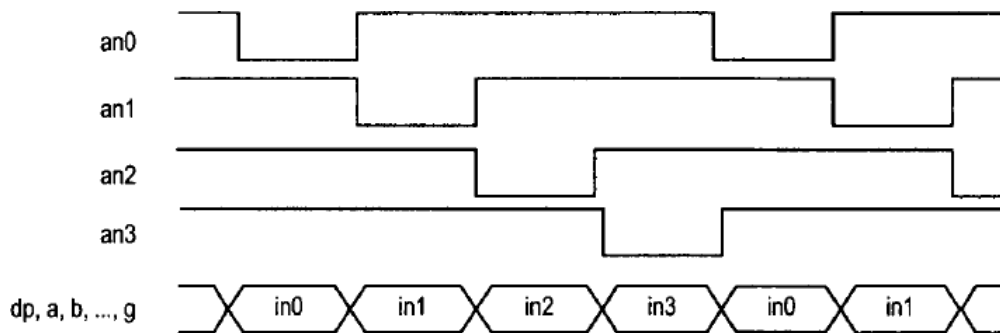 an0
an1
an2
an3
dp, a, b, ..., g in0 in1 in2 in3 in0 in1